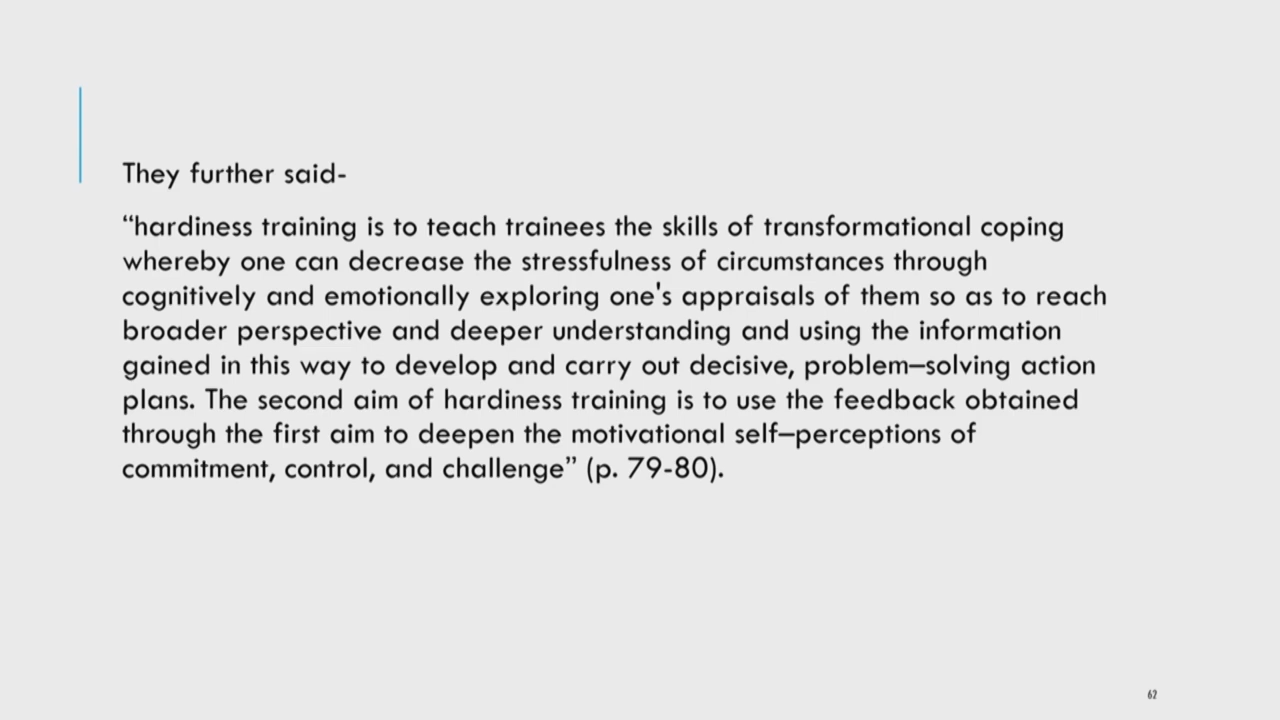 They further said-
“hardiness training is to teach trainees the skills of transformational coping
whereby one can decrease the stressfulness of circumstances through
cognitively and emotionally exploring one's appraisals of them so as to reach
broader perspective and deeper understanding and using the information
gained in this way to develop and carry out decisive, problem–solving action
plans. The second aim of hardiness training is to use the feedback obtained
through the first aim to deepen the motivational self–perceptions of
commitment, control, and challenge” (p. 79-80).
62